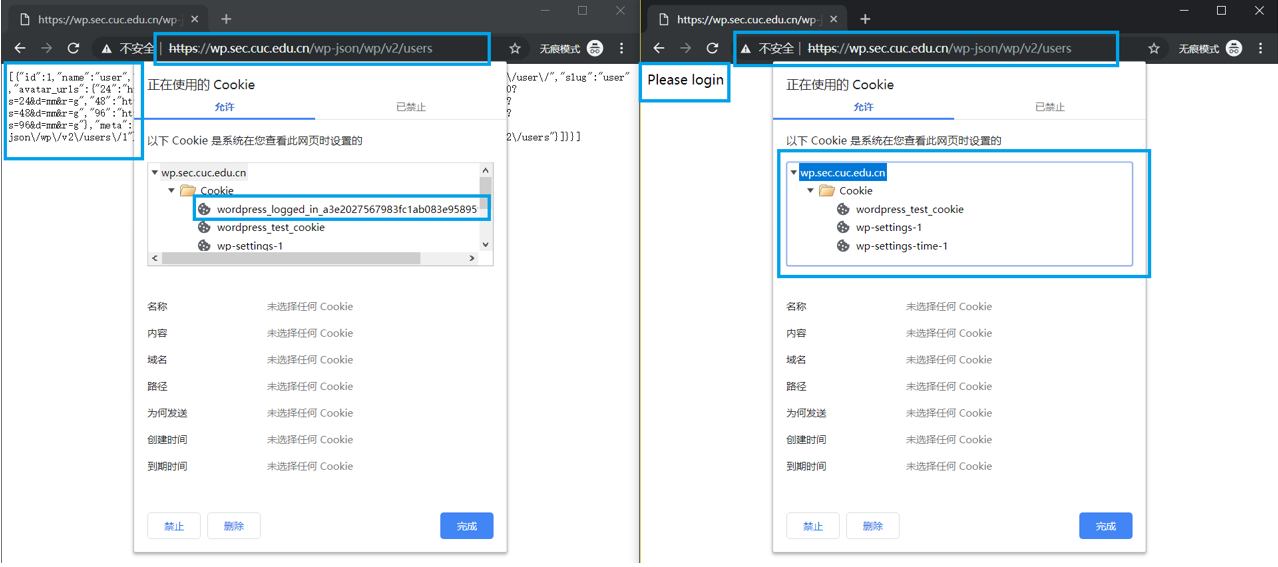 https://wp.sec.cuc.edu.cn/wp-j
不安全 | https://wp.sec.cuc.edu.cn/wp-json/wp/v2/users
无痕模式
[{"id":1,"name":"user",
\/user\/","slug":"user"
,"avatar_urls":{"24":"h
0?
s=24&d=mm&r=g","48":"ht
?
s=48&d=mm&r=g","96":"ht
?
s=96&d=mm&r=g"},"meta":
json\/wp\/v2\/users\/1"
2\/users"}]}}]
正在使用的 Cookie
允许
已禁止
以下 Cookie 是系统在您查看此网页时设置的
wp.sec.cuc.edu.cn
Cookie
wordpress_logged_in_a3e2027567983fc1ab083e95895
wordpress_test_cookie
wp-settings-1
名称 未选择任何 Cookie
内容 未选择任何 Cookie
域名 未选择任何 Cookie
路径 未选择任何 Cookie
为何发送 未选择任何 Cookie
创建时间 未选择任何 Cookie
到期时间 未选择任何 Cookie
禁止
删除
完成
https://wp.sec.cuc.edu.cn/wp-j
不安全 | https://wp.sec.cuc.edu.cn/wp-json/wp/v2/users
无痕模式
Please login
正在使用的 Cookie
允许
已禁止
以下 Cookie 是系统在您查看此网页时设置的
wp.sec.cuc.edu.cn
Cookie
wordpress_test_cookie
wp-settings-1
wp-settings-time-1
名称 未选择任何 Cookie
内容 未选择任何 Cookie
域名 未选择任何 Cookie
路径 未选择任何 Cookie
为何发送 未选择任何 Cookie
创建时间 未选择任何 Cookie
到期时间 未选择任何 Cookie
禁止
删除
完成